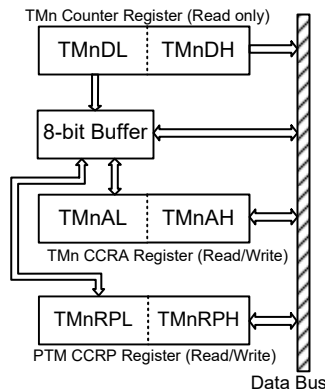 TMn Counter Register (Read only)
TMnDL TMnDH
8-bit Buffer
TMnAL TMnAH
TMn CCRA Register (Read/Write)
TMnRPL TMnRPH
PTM CCRP Register (Read/Write)
Data Bus